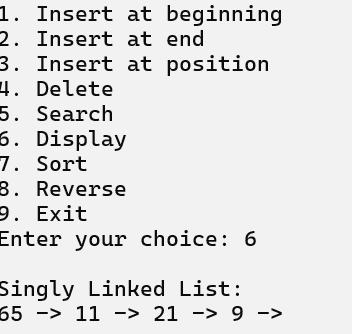 1. Insert at beginning
2. Insert at end
3. Insert at position
4. Delete
5. Search
6. Display
7. Sort
8. Reverse
9. Exit
Enter your choice: 6
Singly Linked List:
65 -> 11 -> 21 -> 9 ->